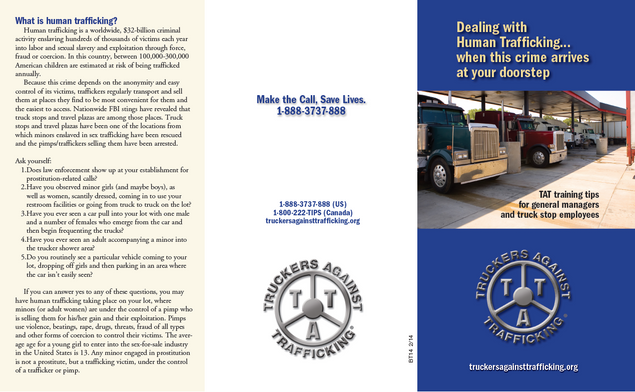 What is human trafficking?
Human trafficking is a worldwide, $32-billion criminal
activity enslaving hundreds of thousands of victims each year
into labor and sexual slavery and exploitation through force,
fraud or coercion. In this country, between 100,000-300,000
American children are estimated at risk of being trafficked
annually.
Because this crime depends on the anonymity and easy
control of its victims, traffickers regularly transport and sell
them at places they find to be most convenient for them and
the easiest to access. Nationwide FBI stings have revealed that
truck stops and travel plazas are among those places. Truck
stops and travel plazas have been one of the locations from
which minors enslaved in sex trafficking have been rescued
and the pimps/traffickers selling them have been arrested.
Ask yourself:
1.Does law enforcement show up at your establishment for
prostitution-related calls?
2.Have you observed minor girls (and maybe boys), as
well as women, scantily dressed, coming in to use your
restroom facilities or going from truck to truck on the lot?
3.Have you ever seen a car pull into your lot with one male
and a number of females who emerge from the car and
then begin frequenting the trucks?
4.Have you ever seen an adult accompanying a minor into
the trucker shower area?
5.Do you routinely see a particular vehicle coming to your
lot, dropping off girls and then parking in an area where
the car isn't easily seen?
If you can answer yes to any of these questions, you may
have human trafficking taking place on your lot, where
minors (or adult women) are under the control of a pimp who
is selling them for his/her gain and their exploitation. Pimps
use violence, beatings, rape, drugs, threats, fraud of all types
and other forms of coercion to control their victims. The aver-
age age for a young girl to enter into the sex-for-sale industry
in the United States is 13. Any minor engaged in prostitution
is not a prostitute, but a trafficking victim, under the control
of a trafficker or pimp.
Make the Call, Save Lives.
1-888-3737-888
1-888-3737-888 (US)
1-800-222-TIPS (Canada)
truckersagainsttrafficking.org
TRUCKERS AGAINST
T T
A
TRAFFICKING®
BT14 2/14
Dealing with
Human Trafficking...
when this crime arrives
at your doorstep
TAT training tips
for general managers
and truck stop employees
TRUCKERS AGAINST
T T
A
TRAFFICKING®
truckersagainsttrafficking.org